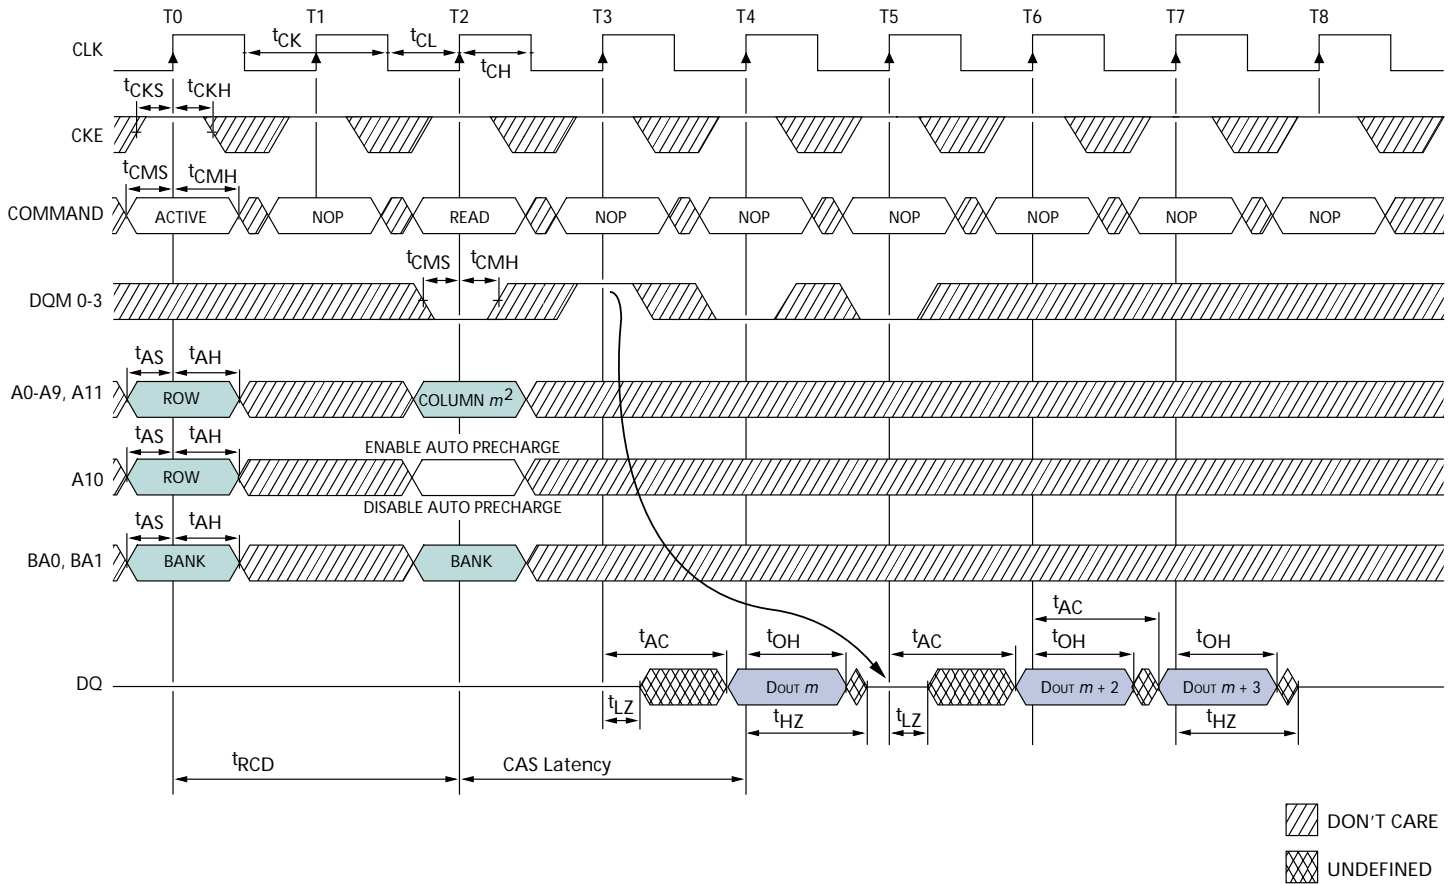 T0 T1 T2 T3 T4 T5 T6 T7 T8
CLK tCK tCL tCH
tCKS tCKH
CKE
tCMS tCMH
COMMAND ACTIVE NOP READ NOP NOP NOP NOP NOP NOP
tCMS tCMH
DQM 0-3
tAS tAH
A0-A9, A11 ROW COLUMN m2
tAS tAH ENABLE AUTO PRECHARGE
A10 ROW
DISABLE AUTO PRECHARGE
tAS tAH
BA0, BA1 BANK BANK
tAC
tAC tOH tAC tOH tOH
DQ DOUT m DOUT m + 2 DOUT m + 3
tLZ tHZ tLZ tHZ
tRCD CAS Latency
DON'T CARE
UNDEFINED